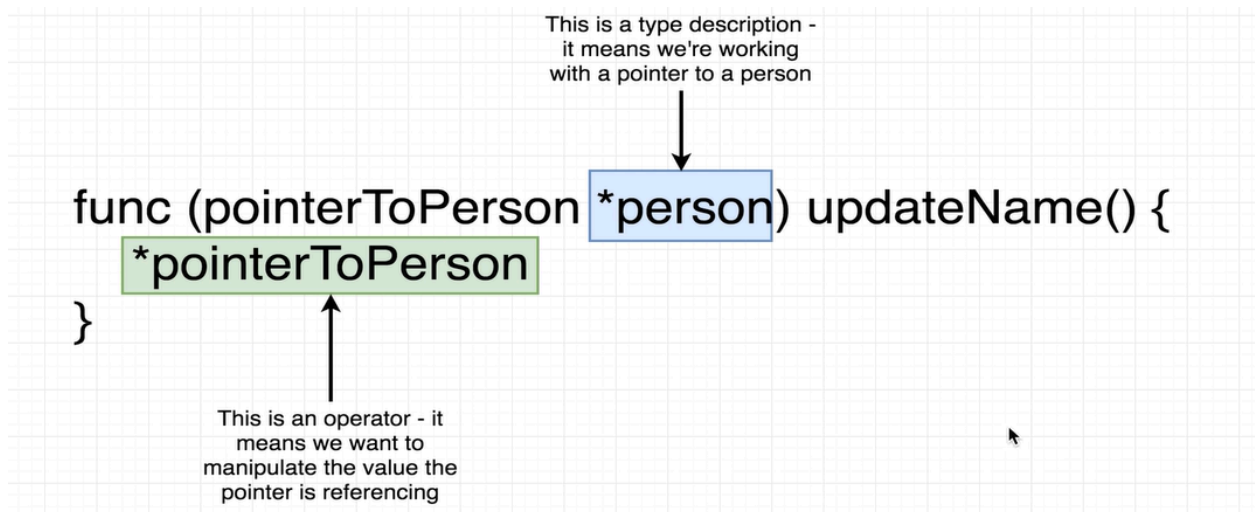 This is a type description -
it means we're working
with a pointer to a person
func (pointerToPerson *person) updateName() {
*pointerToPerson
}
This is an operator - it
means we want to
manipulate the value the
pointer is referencing